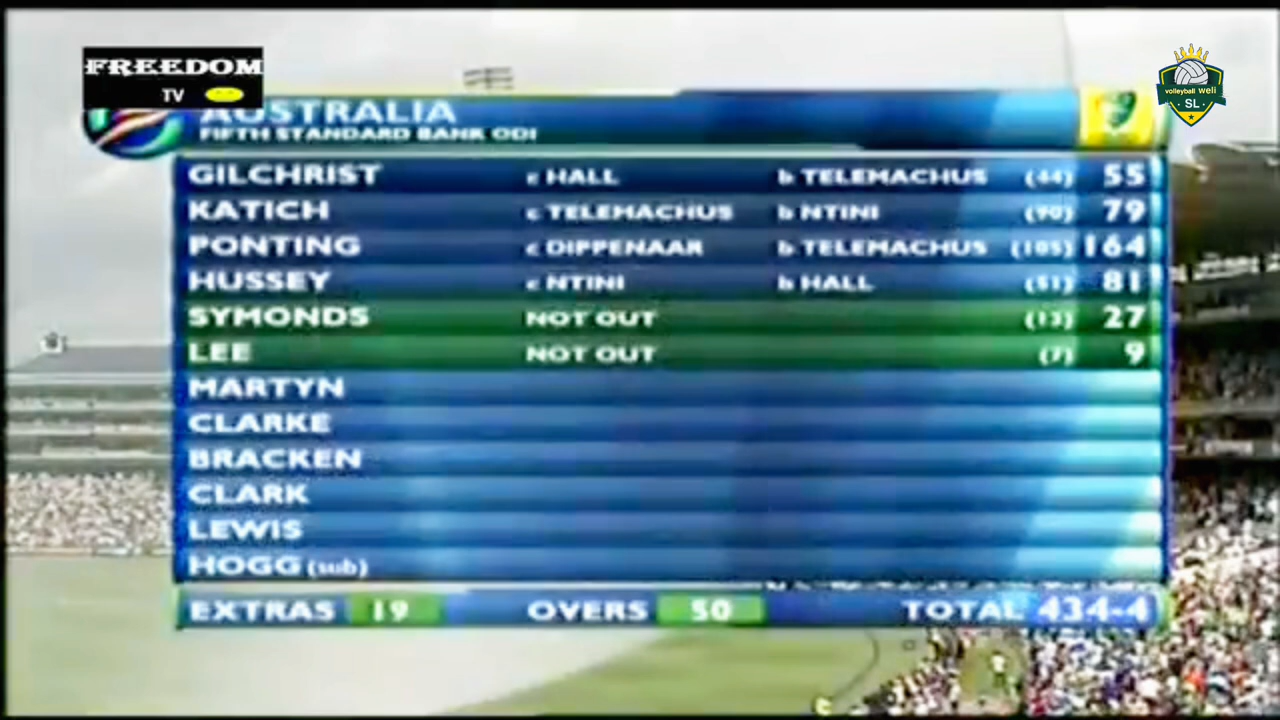 FREEDOM
TV
volleyball weli
SL
AUSTRALIA
FIFTH STANDARD BANK ODI
GILCHRIST c HALL b TELEMACHUS (44) 55
KATICH c TELEMACHUS b NTINI (90) 79
PONTING c DIPPENAAR b TELEMACHUS (105) 164
HUSSEY c NTINI b HALL (51) 81
SYMONDS NOT OUT (13) 27
LEE NOT OUT (7) 9
MARTYN
CLARKE
BRACKEN
CLARK
LEWIS
HOGG (sub)
EXTRAS 19 OVERS 50 TOTAL 434-4